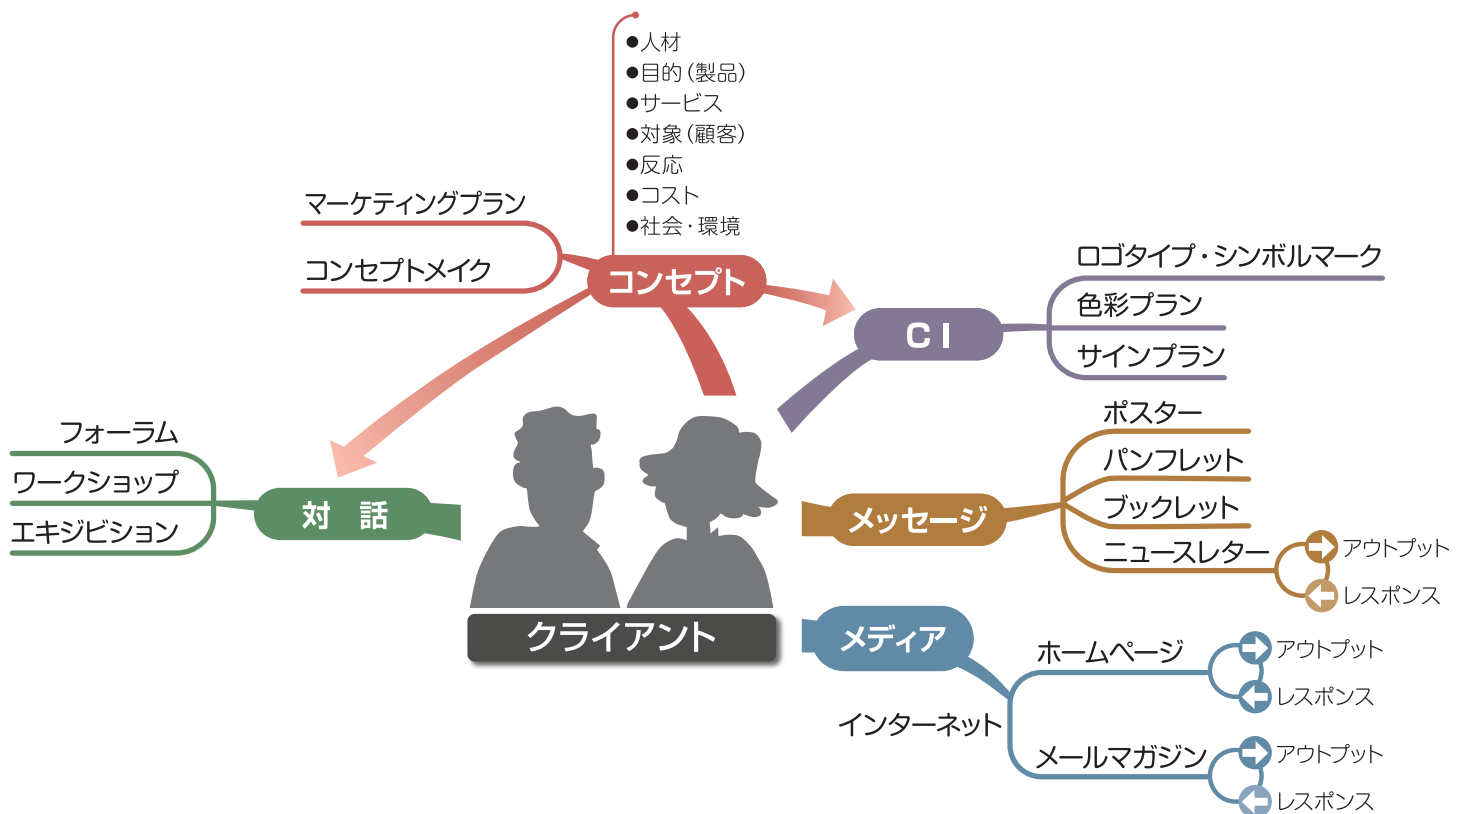 ●人材
●目的（製品）
●サービス
●対象（顧客）
●反応
●コスト
●社会・環境
マーケティングプラン
コンセプトメイク
コンセプト
CI
ロゴタイプ・シンボルマーク
色彩プラン
サインプラン
フォーラム
ワークショップ
エキジビション
対　話
メッセージ
ポスター
パンフレット
ブックレット
ニュースレター
アウトプット
レスポンス
クライアント
メディア
インターネット
ホームページ
アウトプット
レスポンス
メールマガジン
アウトプット
レスポンス